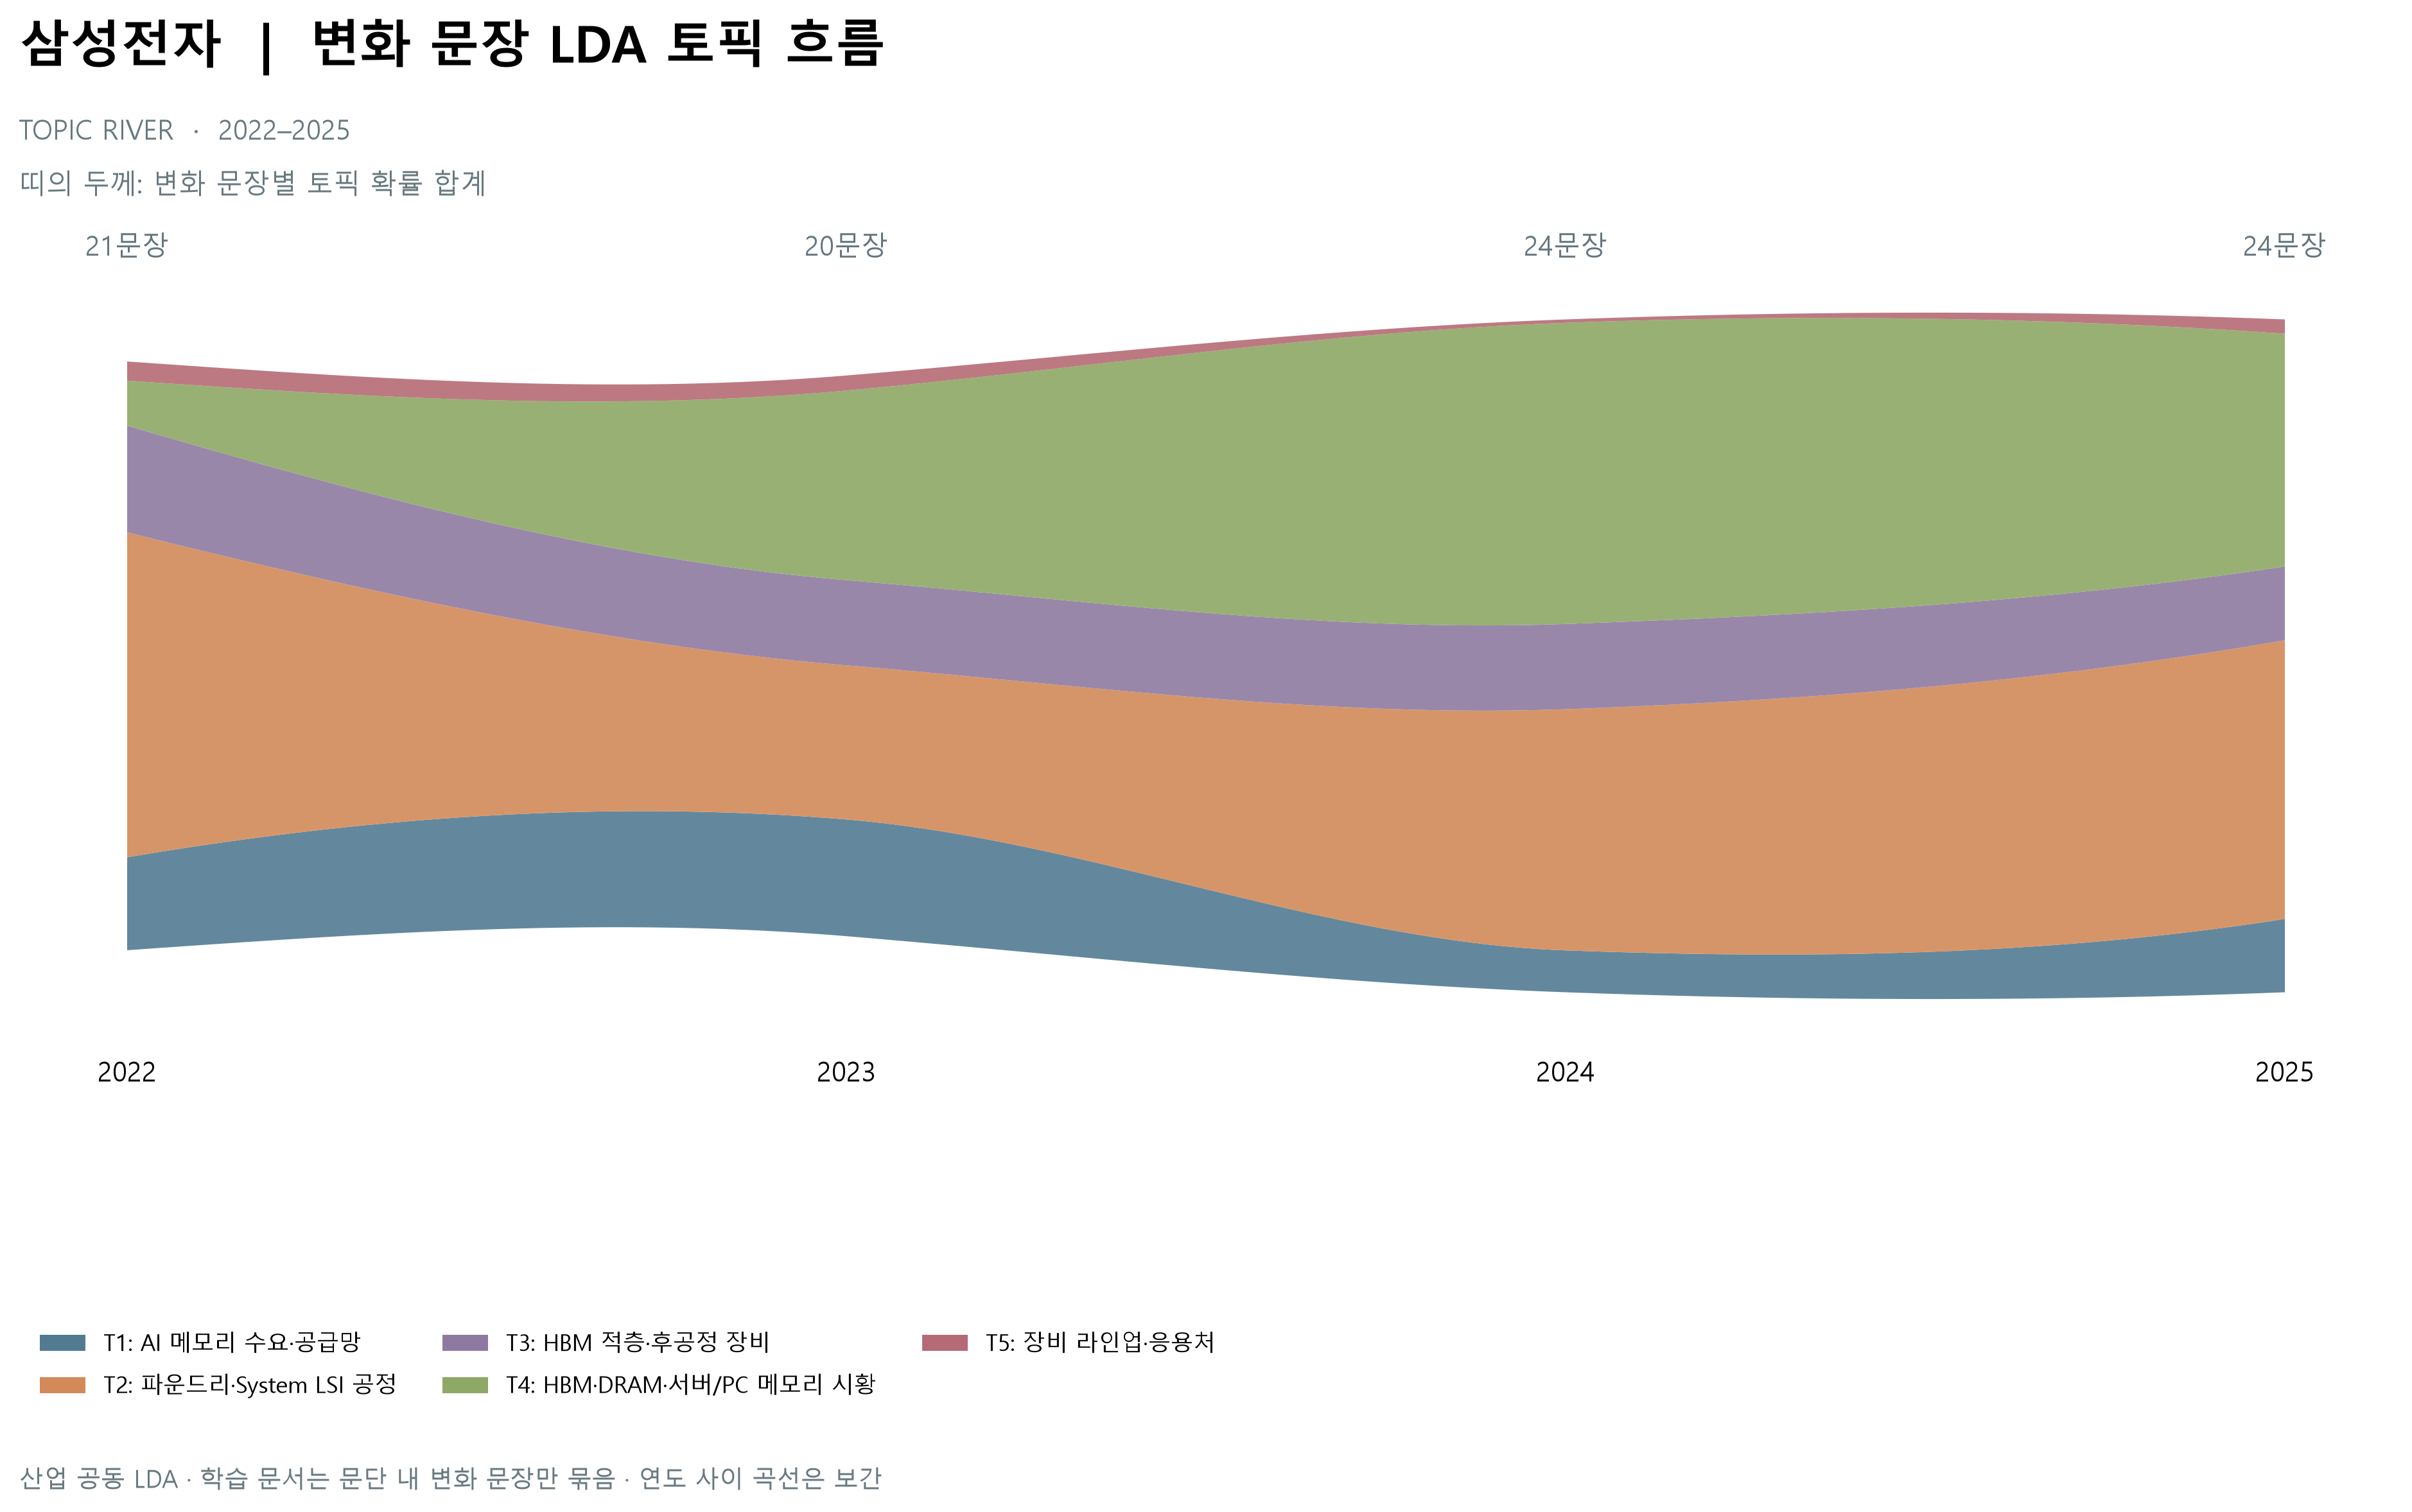 삼성전자 | 변화 문장 LDA 토픽 흐름
TOPIC RIVER · 2022–2025
띠의 두께: 변화 문장별 토픽 확률 합계
21문장 20문장 24문장 24문장
2022 2023 2024 2025
T1: AI 메모리 수요·공급망 T3: HBM 적층·후공정 장비 T5: 장비 라인업·응용처
T2: 파운드리·System LSI 공정 T4: HBM·DRAM·서버/PC 메모리 시황
산업 공동 LDA · 학습 문서는 문단 내 변화 문장만 묶음 · 연도 사이 곡선은 보간